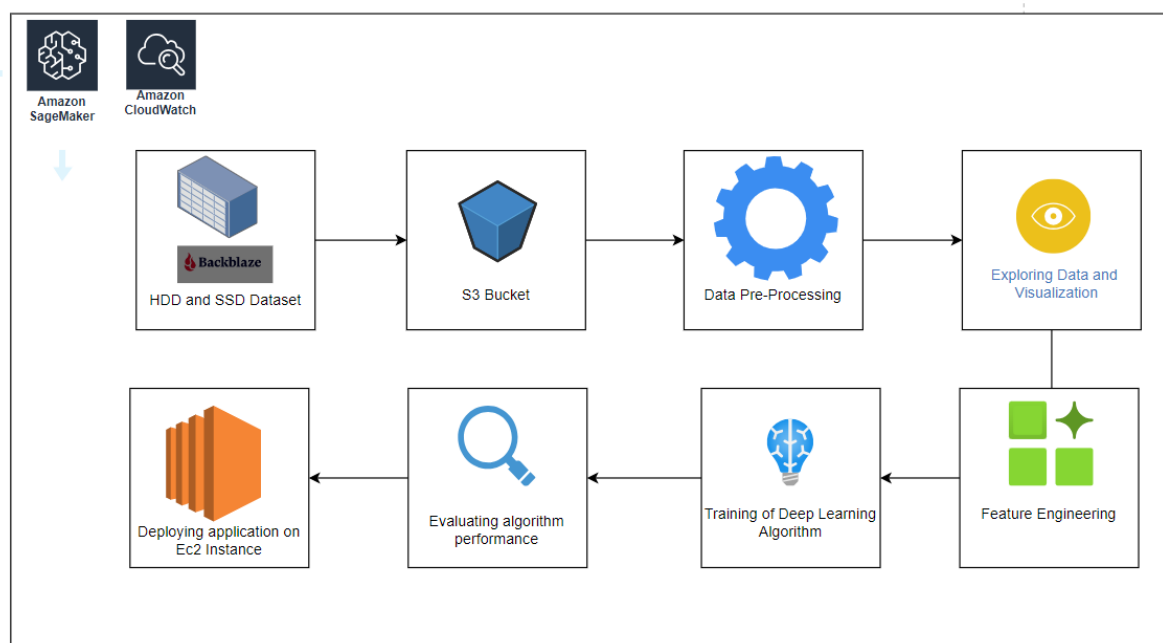 Amazon
SageMaker
Amazon
CloudWatch
Backblaze
HDD and SSD Dataset
S3 Bucket
Data Pre-Processing
Exploring Data and
Visualization
Deploying application on
Ec2 Instance
Evaluating algorithm
performance
Training of Deep Learning
Algorithm
Feature Engineering